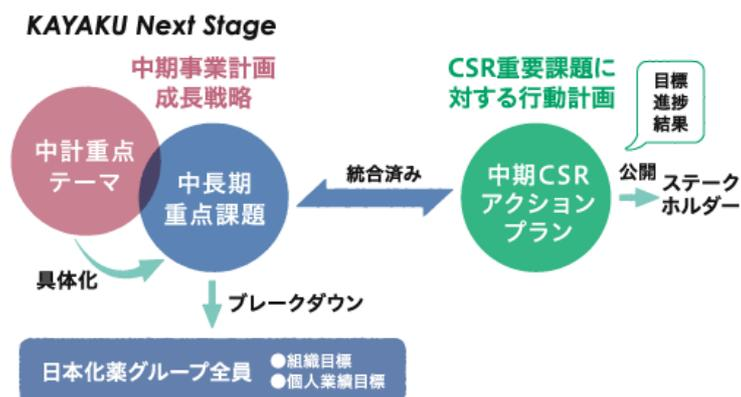 KAYAKU Next Stage
中期事業計画
成長戦略
中計重点
テーマ
中長期
重点課題
具体化
統合済み
CSR重要課題に
対する行動計画
中期CSR
アクション
プラン
目標
進捗
結果
公開
ステーク
ホルダー
ブレークダウン
日本化薬グループ全員
●組織目標
●個人業績目標